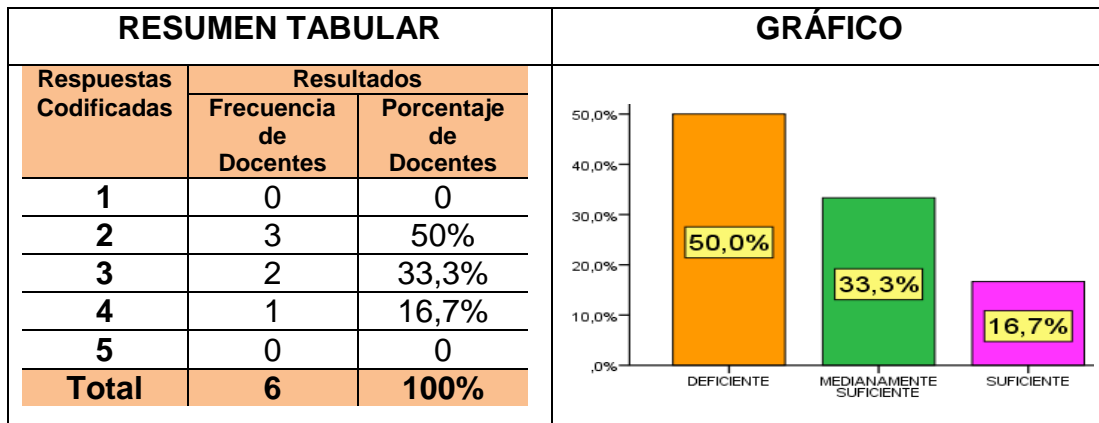 RESUMEN TABULAR
GRÁFICO
Respuestas Codificadas
Resultados
Frecuencia de Docentes
Porcentaje de Docentes
1 0 0
2 3 50%
3 2 33,3%
4 1 16,7%
5 0 0
Total 6 100%
50,0%
40,0%
30,0%
20,0%
10,0%
,0%
50,0%
33,3%
16,7%
DEFICIENTE
MEDIANAMENTE
SUFICIENTE
SUFICIENTE